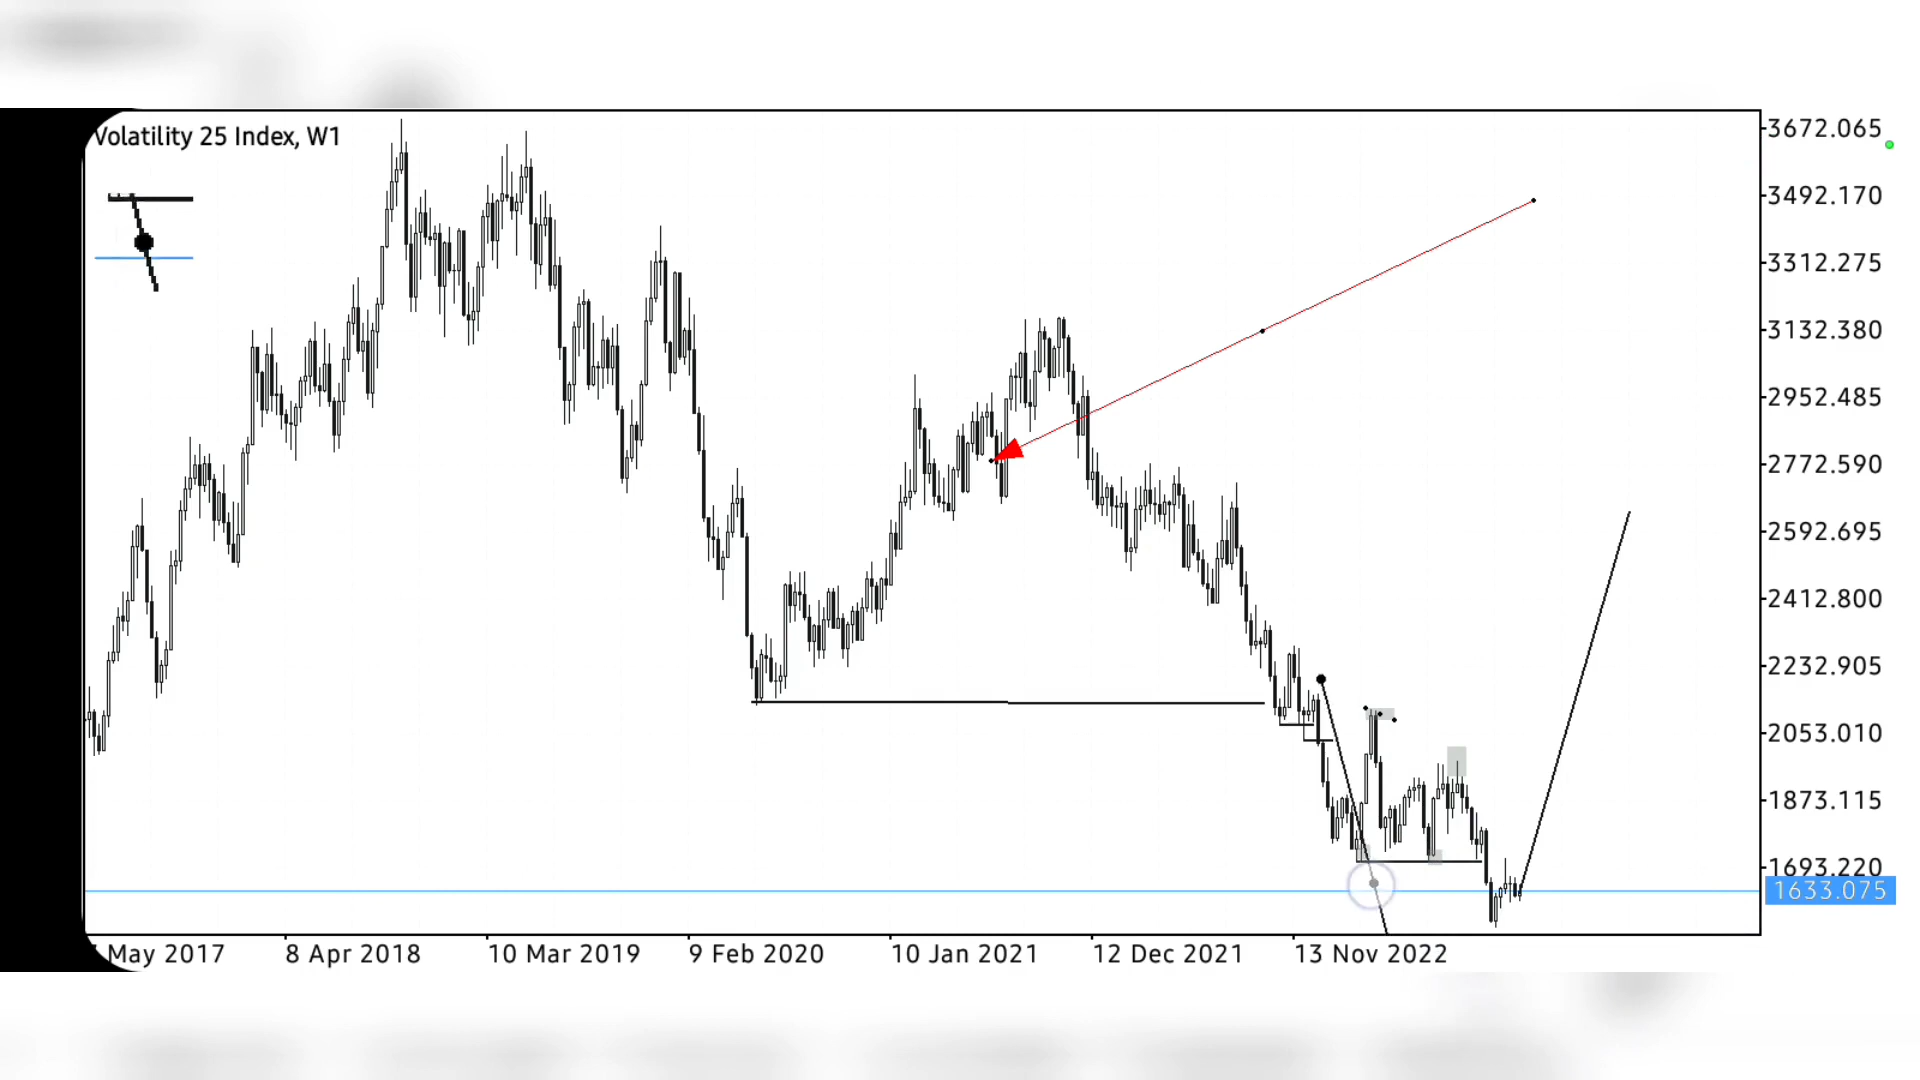 Volatility 25 Index, W1
3672.065
3492.170
3312.275
3132.380
2952.485
2772.590
2592.695
2412.800
2232.905
2053.010
1873.115
1693.220
1633.075
May 2017
8 Apr 2018
10 Mar 2019
9 Feb 2020
10 Jan 2021
12 Dec 2021
13 Nov 2022